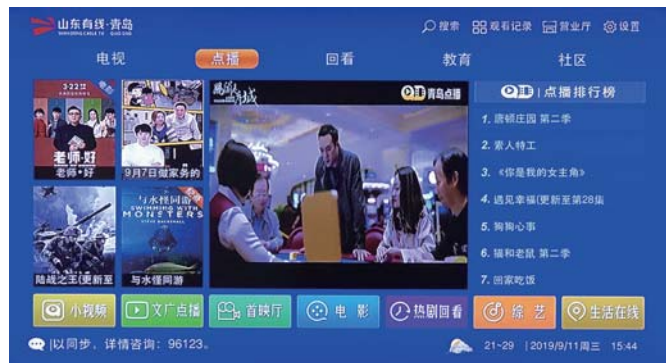 山东有线·青岛
搜索 观看记录 营业厅 设置
电视 点播 回看 教育 社区
3·22
老师·好
老师·好
9月7日做家务的
与水怪同游
SWIMMING WITH
MONSTERS
陆战之王(更新至
与水怪同游
青岛点播
点播排行榜
1. 唐顿庄园 第二季
2. 素人特工
3. 《你是我的女主角》
4. 遇见幸福(更新至第28集
5. 狗狗心事
6. 猫和老鼠 第二季
7. 回家吃饭
小视频 文广点播 首映厅 电影 热剧回看 综艺 生活在线
|以同步，详情咨询：96123。
21~29 |2019/9/11周三 15:44